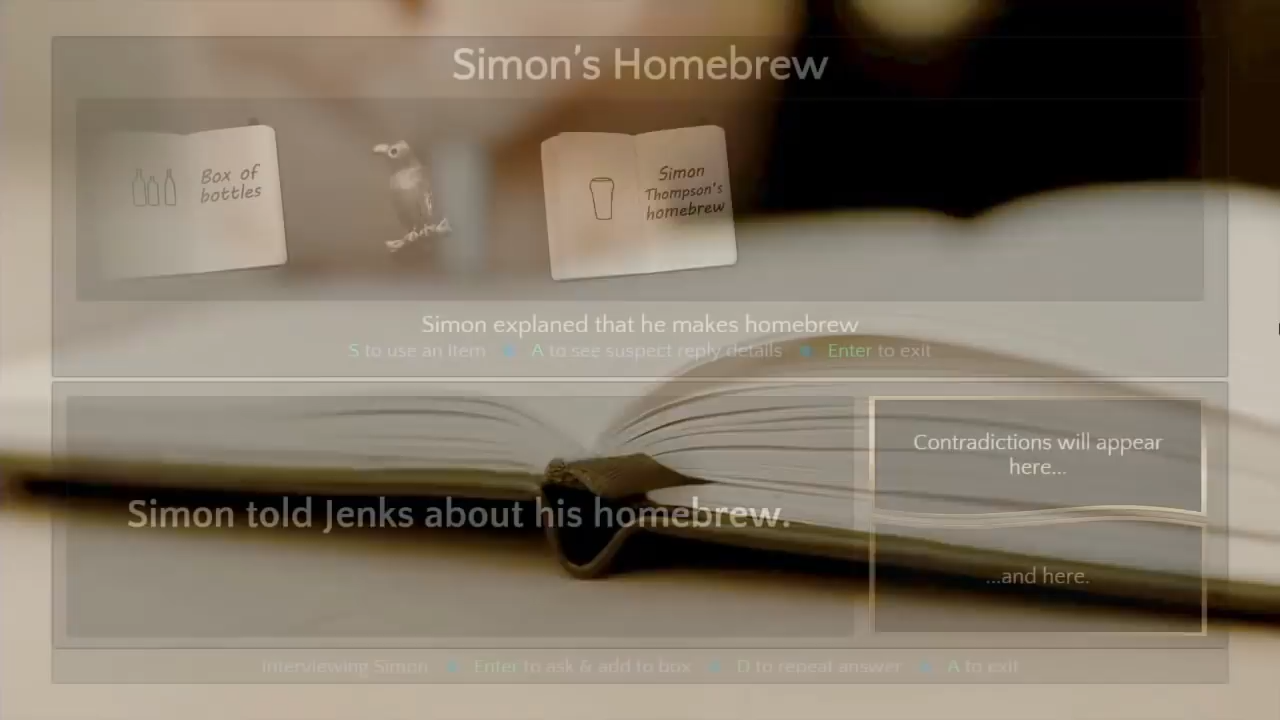 Simon's Homebrew
Box of
bottles
Simon
Thompson's
homebrew
Simon explaned that he makes homebrew
S to use an item A to see suspect reply details Enter to exit
Contradictions will appear
here...
Simon told Jenks about his homebrew.
...and here.
Interviewing Simon Enter to ask & add to box D to repeat answer A to exit